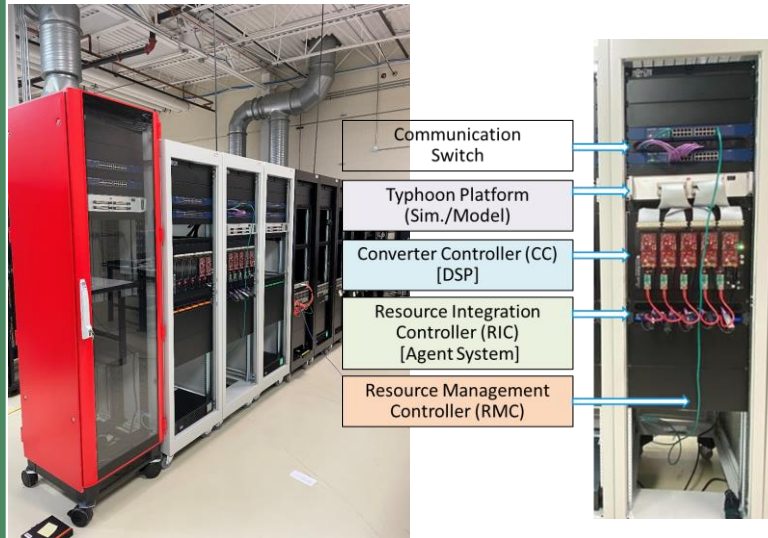 Communication
Switch
Typhoon Platform
(Sim./Model)
Converter Controller (CC)
[DSP]
Resource Integration
Controller (RIC)
[Agent System]
Resource Management
Controller (RMC)